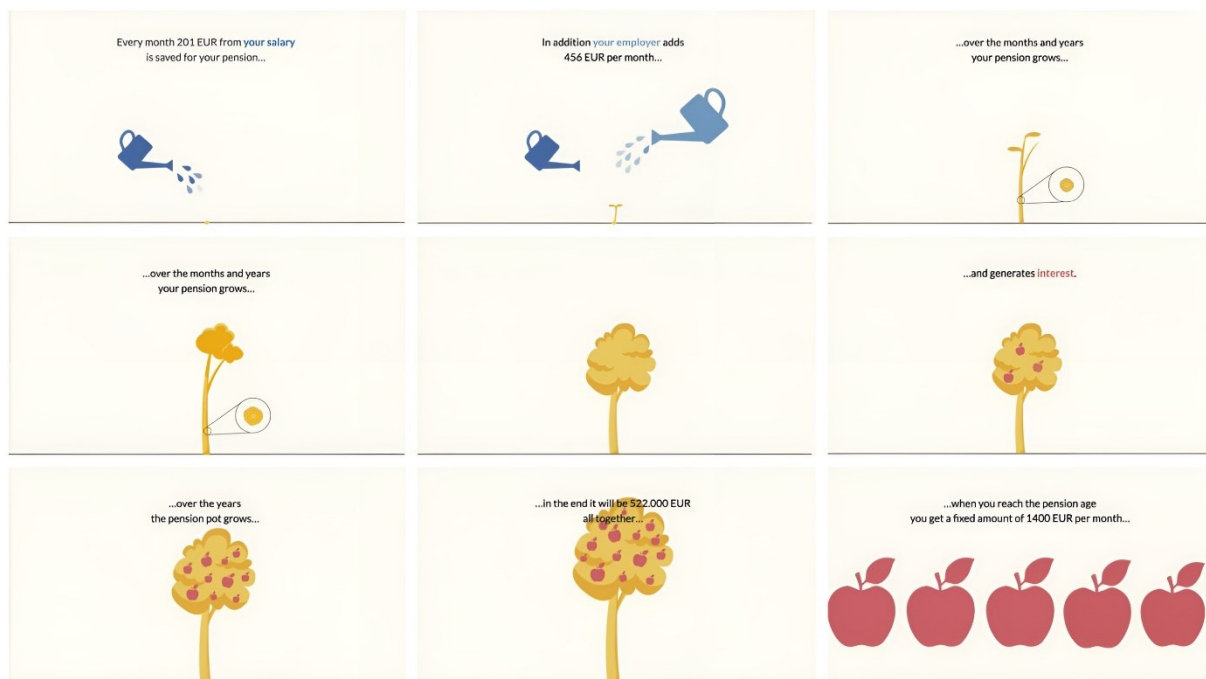 Every month 201 EUR from your salary
is saved for your pension...
In addition your employer adds
456 EUR per month...
...over the months and years
your pension grows...
...over the months and years
your pension grows...
...and generates interest.
...over the years
the pension pot grows...
...in the end it will be 522.000 EUR
all together...
...when you reach the pension age
you get a fixed amount of 1400 EUR per month...